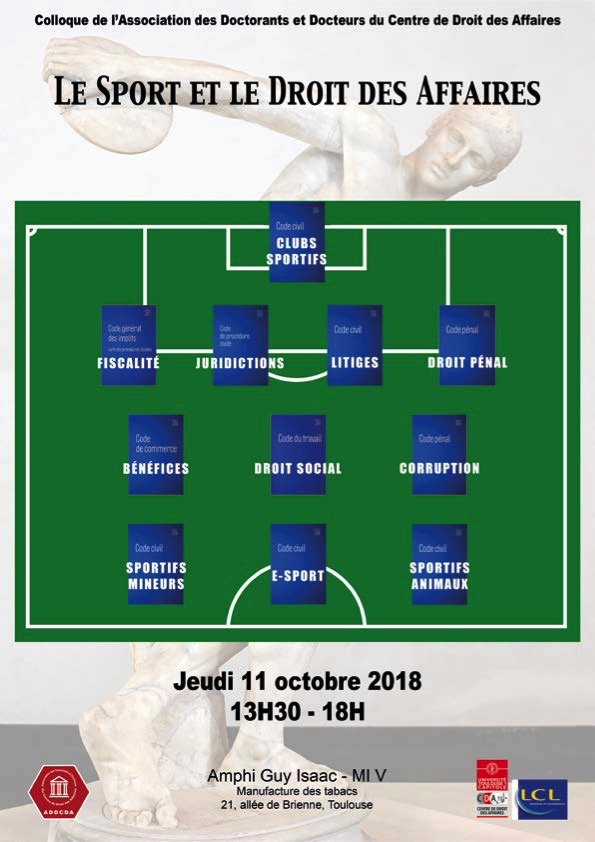 Colloque de l'Association des Doctorants et Docteurs du Centre de Droit des Affaires
Le Sport et le Droit des Affaires
Code civil
CLUBS
SPORTIFS
Code général
des impôts
Livre des procédures fiscales
FISCALITÉ
Code
de procédure
civile
JURIDICTIONS
Code civil
LITIGES
Code pénal
DROIT PÉNAL
Code
de commerce
BÉNÉFICES
Code du travail
DROIT SOCIAL
Code pénal
CORRUPTION
Code civil
SPORTIFS
MINEURS
Code civil
E-SPORT
Code civil
SPORTIFS
ANIMAUX
Jeudi 11 octobre 2018
13H30 - 18H
Amphi Guy Isaac - MI V
Manufacture des tabacs
21, allée de Brienne, Toulouse
ADDCDA
UNIVERSITÉ
TOULOUSE
CAPITOLE
CDA
CENTRE DE DROIT
DES AFFAIRES
LCL